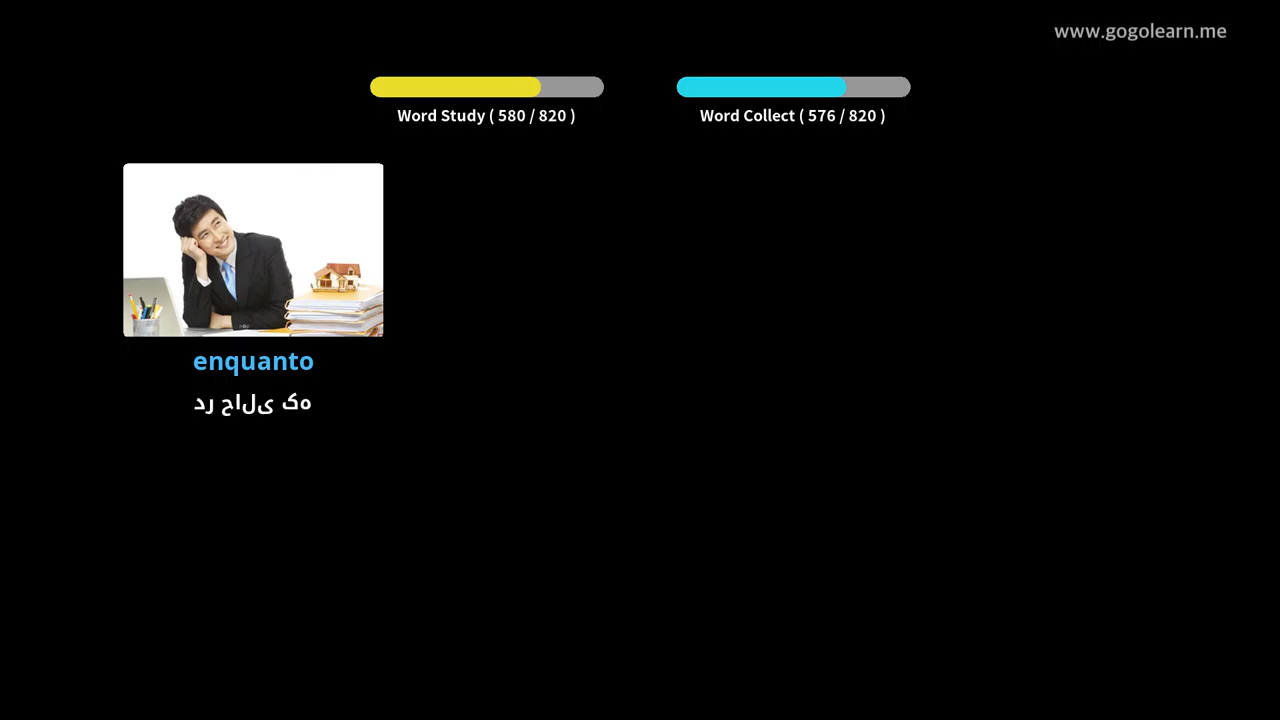 www.gogolearn.me
Word Study ( 580 / 820 )
Word Collect ( 576 / 820 )
enquanto
در حالی که